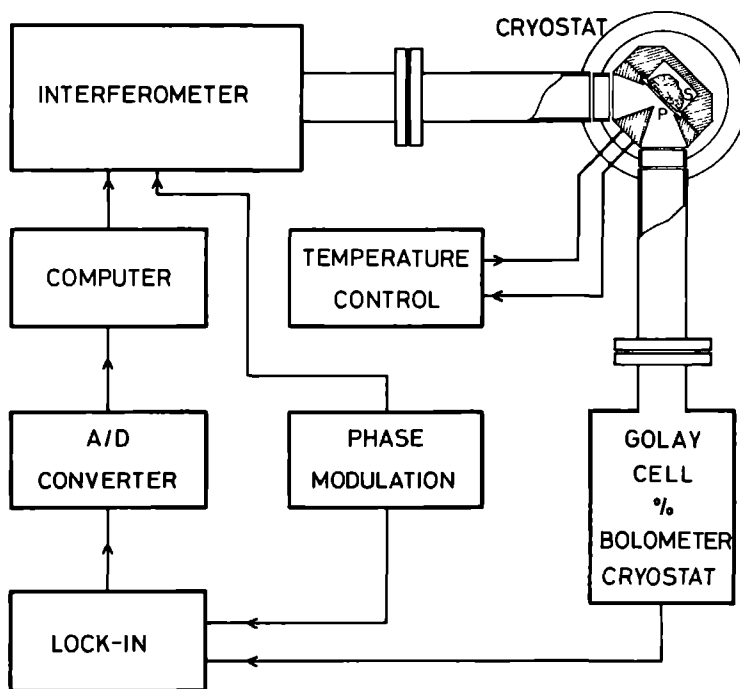 CRYOSTAT
INTERFEROMETER
S
P
TEMPERATURE
CONTROL
COMPUTER
A/D
CONVERTER
PHASE
MODULATION
GOLAY
CELL
%
BOLOMETER
CRYOSTAT
LOCK-IN